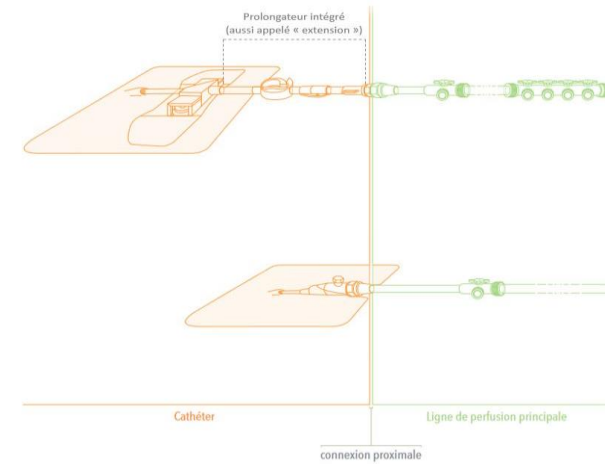 Prolongateur intégré
(aussi appelé « extension »)
Cathéter
Ligne de perfusion principale
connexion proximale